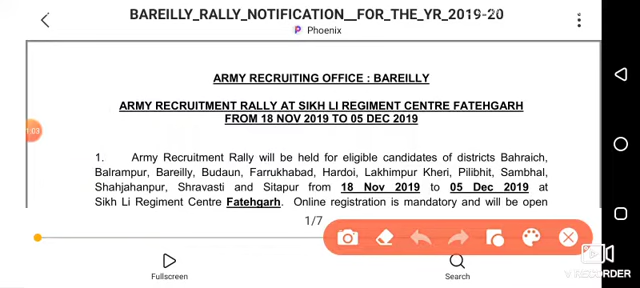 BAREILLY_RALLY_NOTIFICATION__FOR_THE_YR_2019-20
Phoenix
ARMY RECRUITING OFFICE : BAREILLY
ARMY RECRUITMENT RALLY AT SIKH LI REGIMENT CENTRE FATEHGARH
FROM 18 NOV 2019 TO 05 DEC 2019
1:03
1. Army Recruitment Rally will be held for eligible candidates of districts Bahraich,
Balrampur, Bareilly, Budaun, Farrukhabad, Hardoi, Lakhimpur Kheri, Pilibhit, Sambhal,
Shahjahanpur, Shravasti and Sitapur from 18 Nov 2019 to 05 Dec 2019 at
Sikh Li Regiment Centre Fatehgarh. Online registration is mandatory and will be open
1/7
Fullscreen
Search
V RECORDER